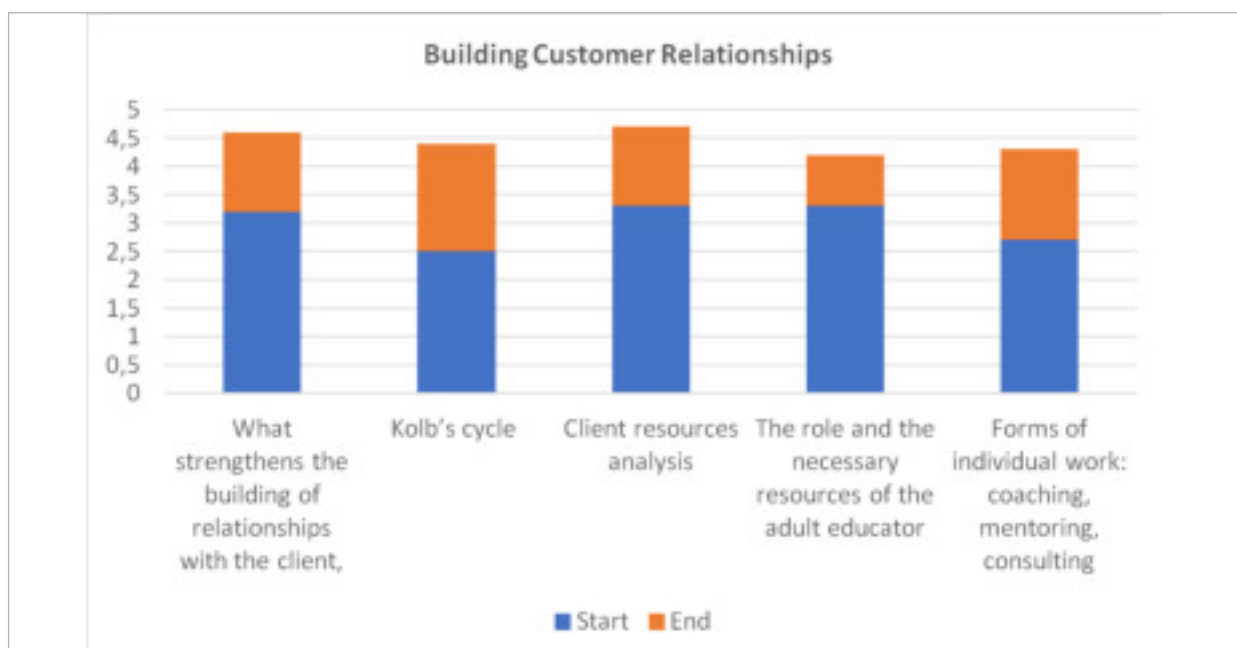 Building Customer Relationships
5
4,5
4
3,5
3
2,5
2
1,5
1
0,5
0
What
strengthens the
building of
relationships
with the client,
Kolb's cycle
Client resources
analysis
The role and the
necessary
resources of the
adult educator
Forms of
individual work:
coaching,
mentoring,
consulting
Start
End